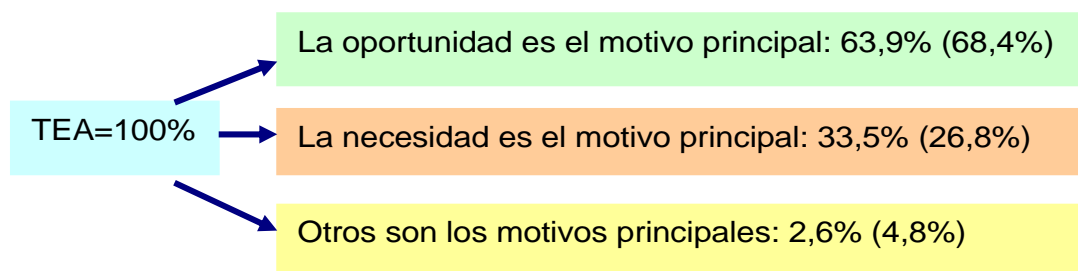 La oportunidad es el motivo principal: 63,9% (68,4%)
TEA=100%
La necesidad es el motivo principal: 33,5% (26,8%)
Otros son los motivos principales: 2,6% (4,8%)